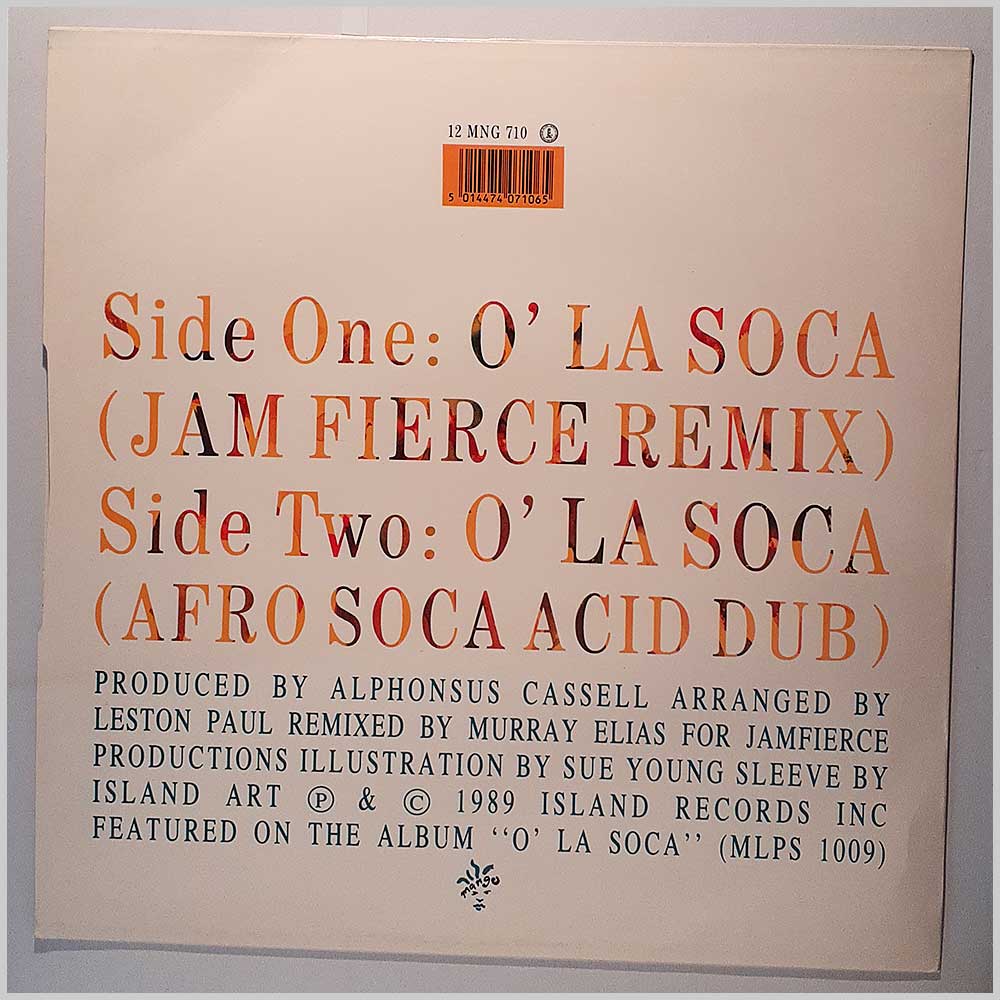 12 MNG 710
5 014474 071065
Side One: O' LA SOCA
(JAM FIERCE REMIX)
Side Two: O' LA SOCA
(AFRO SOCA ACID DUB)
PRODUCED BY ALPHONSUS CASSELL ARRANGED BY
LESTON PAUL REMIXED BY MURRAY ELIAS FOR JAMFIERCE
PRODUCTIONS ILLUSTRATION BY SUE YOUNG SLEEVE BY
ISLAND ART ℗ & © 1989 ISLAND RECORDS INC
FEATURED ON THE ALBUM ‘‘O' LA SOCA’’ (MLPS 1009)
mango